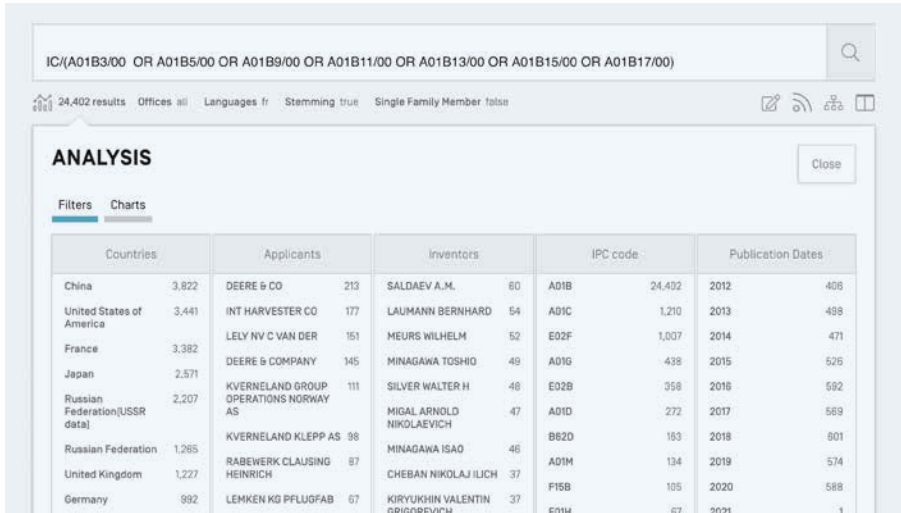 IC/(A01B3/00 OR A01B5/00 OR A01B9/00 OR A01B11/00 OR A01B13/00 OR A01B15/00 OR A01B17/00)
24,402 results Offices all Languages fr Stemming true Single Family Member false
ANALYSIS
Close
Filters Charts
Countries
China 3,822
United States of
America 3,441
France 3,382
Japan 2,571
Russian
Federation(USSR
data) 2,207
Russian Federation 1,265
United Kingdom 1,227
Germany 992
Applicants
DEERE & CO 213
INT HARVESTER CO 177
LELY NV C VAN DER 151
DEERE & COMPANY 145
KVERNELAND GROUP 111
OPERATIONS NORWAY
AS
KVERNELAND KLEPP AS 98
RABEWERK CLAUSING 87
HEINRICH
LEMKEN KG PFLUGFAB 67
Inventors
SALDAEV A.M. 60
LAUMANN BERNHARD 54
MEURS WILHELM 52
MINAGAWA TOSHIO 49
SILVER WALTER H 48
MIGAL ARNOLD 47
NIKOLAEVICH
MINAGAWA ISAO 46
CHEBAN NIKOLAJ ILICH 37
KIRYUKHIN VALENTIN 37
GRIGOREVICH
IPC code
A01B 24,402
A01C 1,210
E02F 1,007
A01G 438
E02B 358
A01D 272
B62D 163
A01M 134
F15B 105
E01H 67
Publication Dates
2012 406
2013 498
2014 471
2015 526
2016 592
2017 569
2018 601
2019 574
2020 588
2021 1